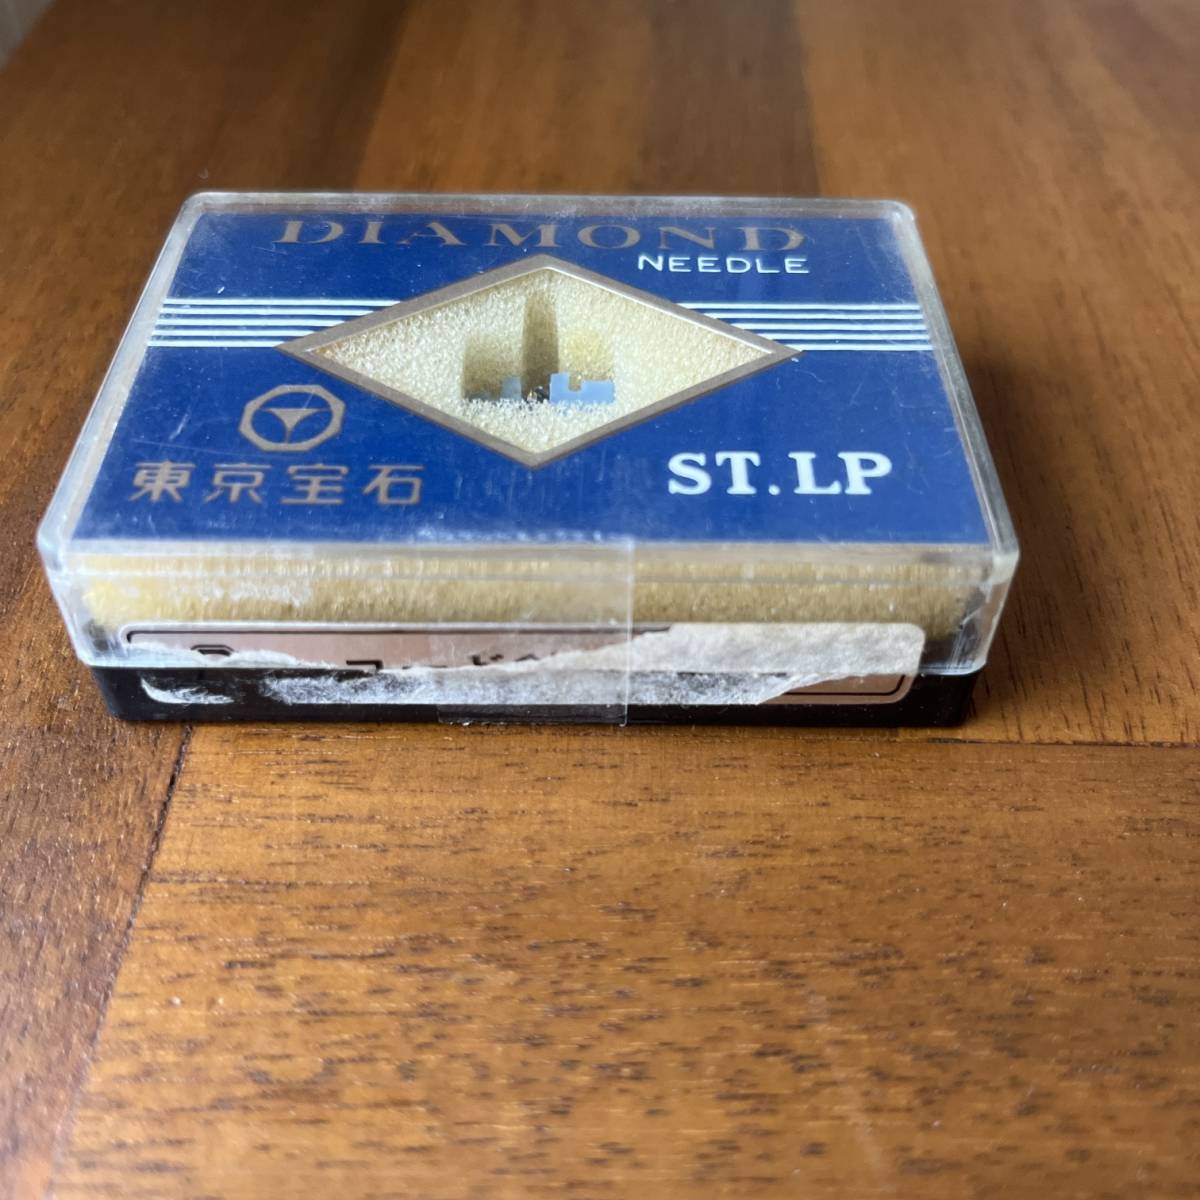 DIAMOND
NEEDLE
東京宝石
ST.LP